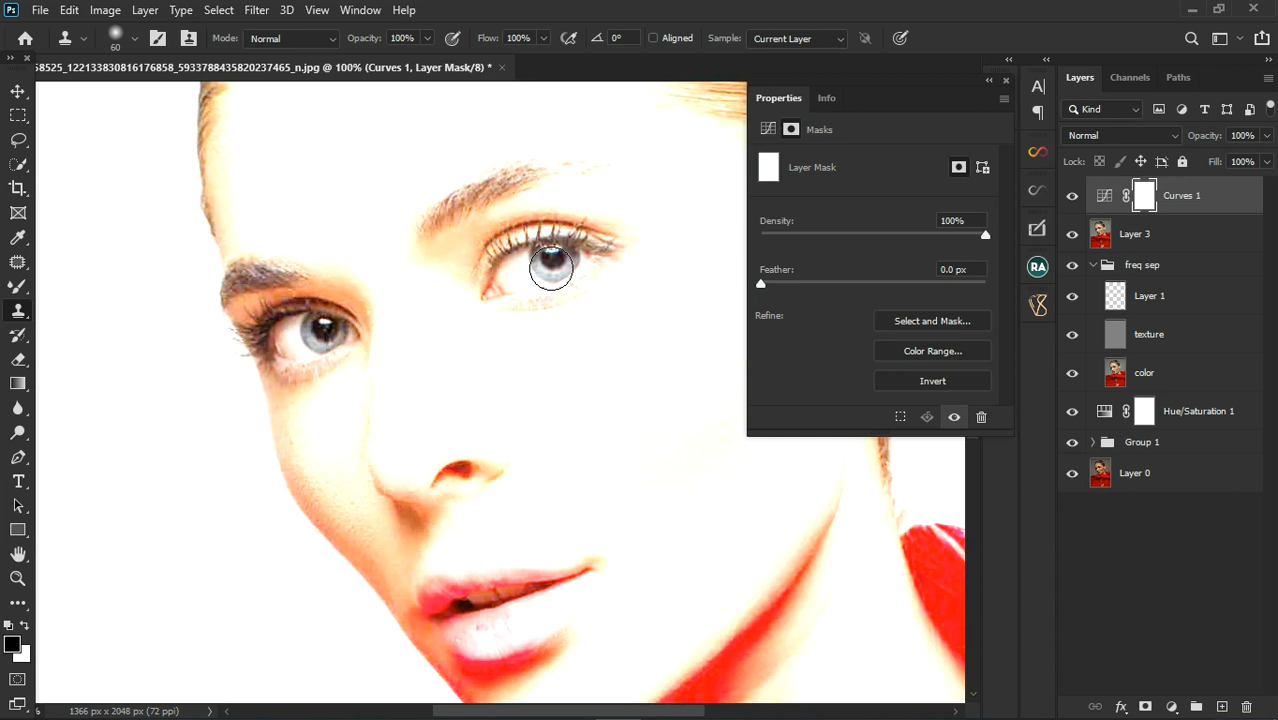 Ps File Edit Image Layer Type Select Filter 3D View Window Help
60 Mode: Normal Opacity: 100% Flow: 100% 0° Aligned Sample: Current Layer
58525_122133830816176858_5933788435820237465_n.jpg @ 100% (Curves 1, Layer Mask/8) *
Properties Info
Masks
Layer Mask
Density: 100%
Feather: 0.0 px
Refine: Select and Mask...
Color Range...
Invert
RA
Layers Channels Paths
Kind
Normal Opacity: 100%
Lock: Fill: 100%
Curves 1
Layer 3
freq sep
Layer 1
texture
color
Hue/Saturation 1
Group 1
Layer 0
% 1366 px x 2048 px (72 ppi)